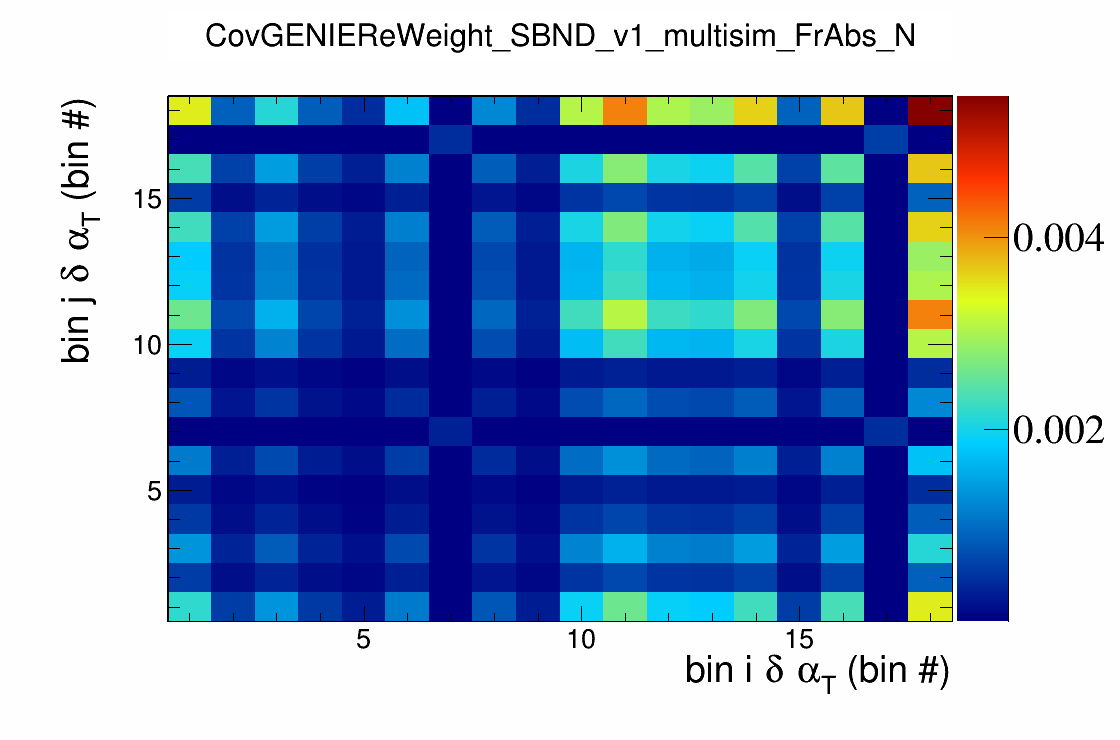 CovGENIEReWeight_SBND_v1_multisim_FrAbs_N
bin j δ α_T (bin #)
15
10
5
5
10
15
bin i δ α_T (bin #)
0.004
0.002